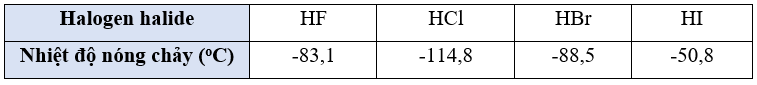 Halogen halide HF HCl HBr HI
Nhiệt độ nóng chảy (ºC) -83,1 -114,8 -88,5 -50,8